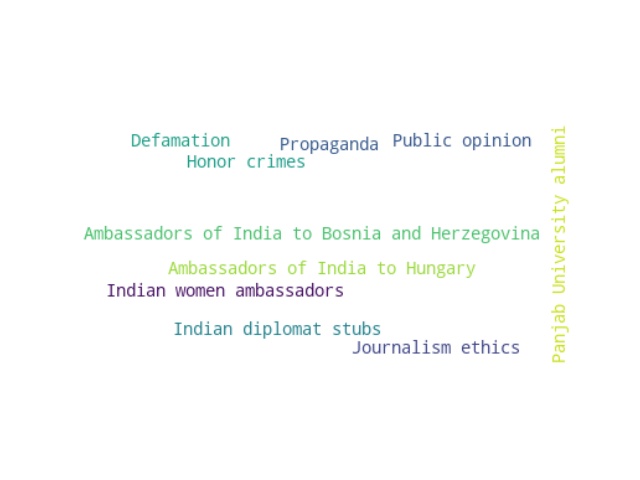 Defamation
Propaganda
Public opinion
Honor crimes
Panjab University alumni
Ambassadors of India to Bosnia and Herzegovina
Ambassadors of India to Hungary
Indian women ambassadors
Indian diplomat stubs
Journalism ethics